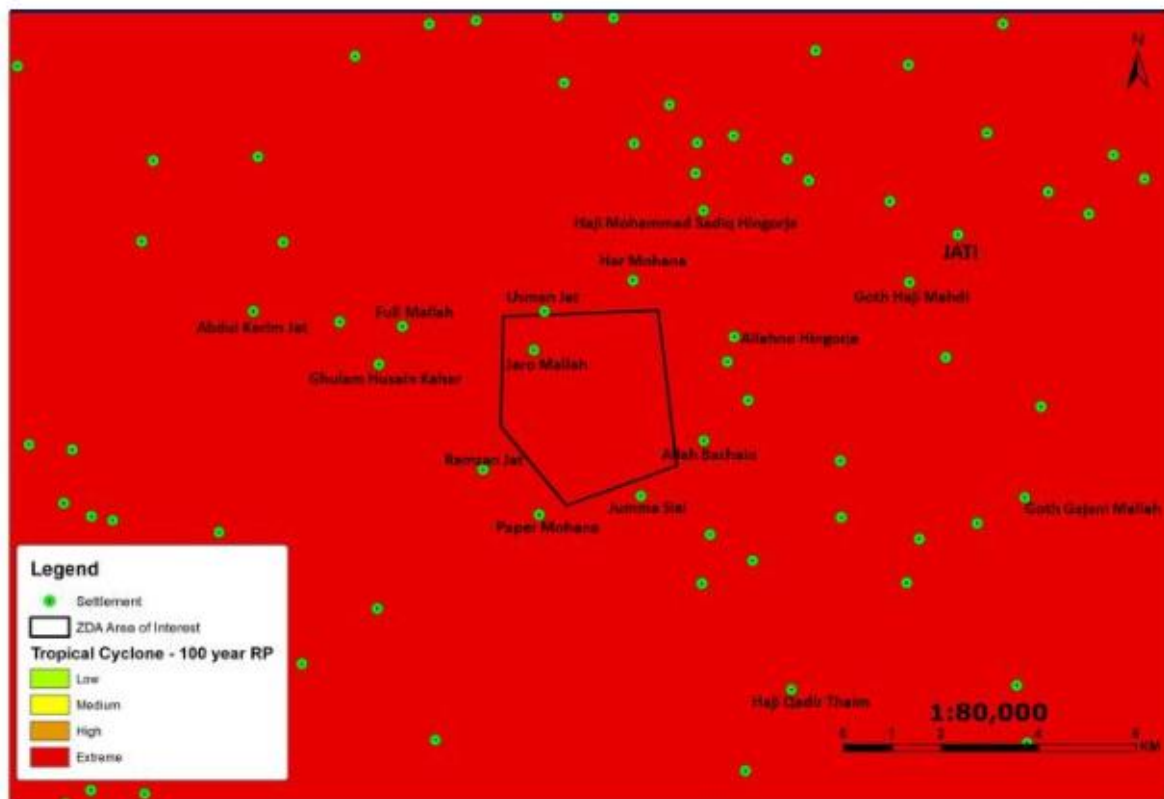 N
Haji Mohammad Sadiq Hingorjo
JATI
Har Mohana
Goth Haji Mahdi
Usman Jat
Full Mallah
Abdul Karim Jat
Allahno Hingorjo
Jaro Mallah
Ghulam Husain Katiar
Allah Bachaio
Ramzan Jat
Jumma Sial
Goth Gajani Mallah
Paper Mohana
Legend
Settlement
ZDA Area of Interest
Tropical Cyclone - 100 year RP
Low
Medium
High
Extreme
Haji Qadir Thaim
1:80,000
0 1 2 4 6
KM